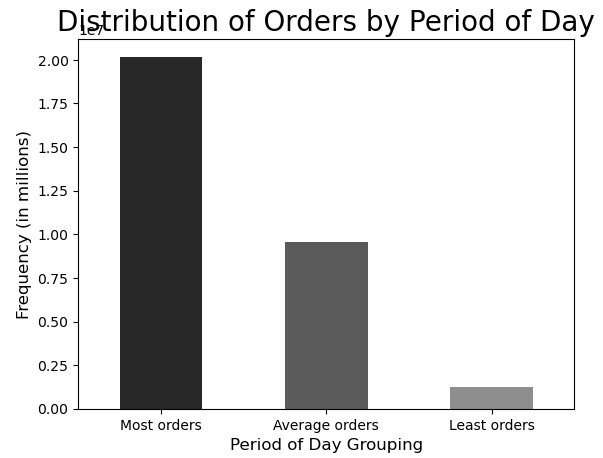 Distribution of Orders by Period of Day
1e7
2.00
1.75
1.50
1.25
1.00
0.75
0.50
0.25
0.00
Frequency (in millions)
Most orders
Average orders
Least orders
Period of Day Grouping